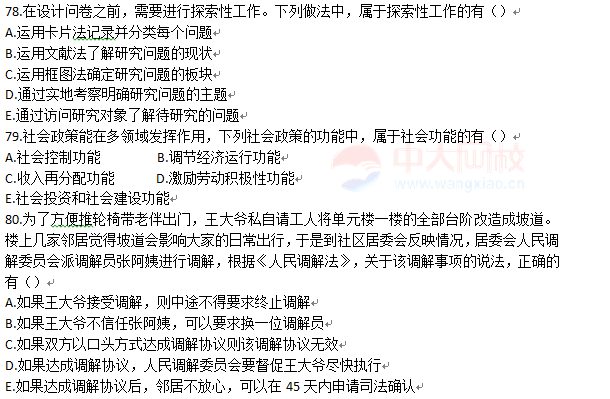 78.在设计问卷之前，需要进行探索性工作。下列做法中，属于探索性工作的有（）
A.运用卡片法记录并分类每个问题
B.运用文献法了解研究问题的现状
C.运用框图法确定研究问题的板块
D.通过实地考察明确研究问题的主题
E.通过访问研究对象了解待研究的问题
79.社会政策能在多领域发挥作用，下列社会政策的功能中，属于社会功能的有（）
A.社会控制功能 B.调节经济运行功能
C.收入再分配功能 D.激励劳动积极性功能
E.社会投资和社会建设功能
80.为了方便推轮椅带老伴出门，王大爷私自请工人将单元楼一楼的全部台阶改造成坡道。
楼上几家邻居觉得坡道会影响大家的日常出行，于是到社区居委会反映情况，居委会人民调
解委员会派调解员张阿姨进行调解，根据《人民调解法》，关于该调解事项的说法，正确的
有（）
A.如果王大爷接受调解，则中途不得要求终止调解
B.如果王大爷不信任张阿姨，可以要求换一位调解员
C.如果双方以口头方式达成调解协议则该调解协议无效
D.如果达成调解协议，人民调解委员会要督促王大爷尽快执行
E.如果达成调解协议后，邻居不放心，可以在 45 天内申请司法确认
中大网校
www.wangxiao.cn